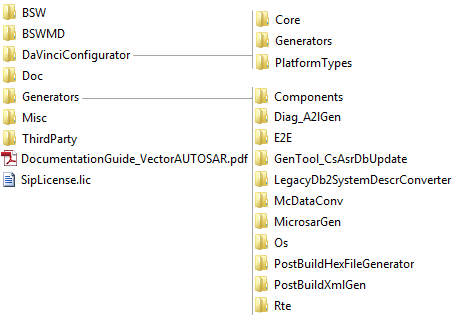 BSW
BSWMD
DaVinciConfigurator
Doc
Generators
Misc
ThirdParty
DocumentationGuide_VectorAUTOSAR.pdf
SipLicense.lic
Core
Generators
PlatformTypes
Components
Diag_A2lGen
E2E
GenTool_CsAsrDbUpdate
LegacyDb2SystemDescrConverter
McDataConv
MicrosarGen
Os
PostBuildHexFileGenerator
PostBuildXmlGen
Rte